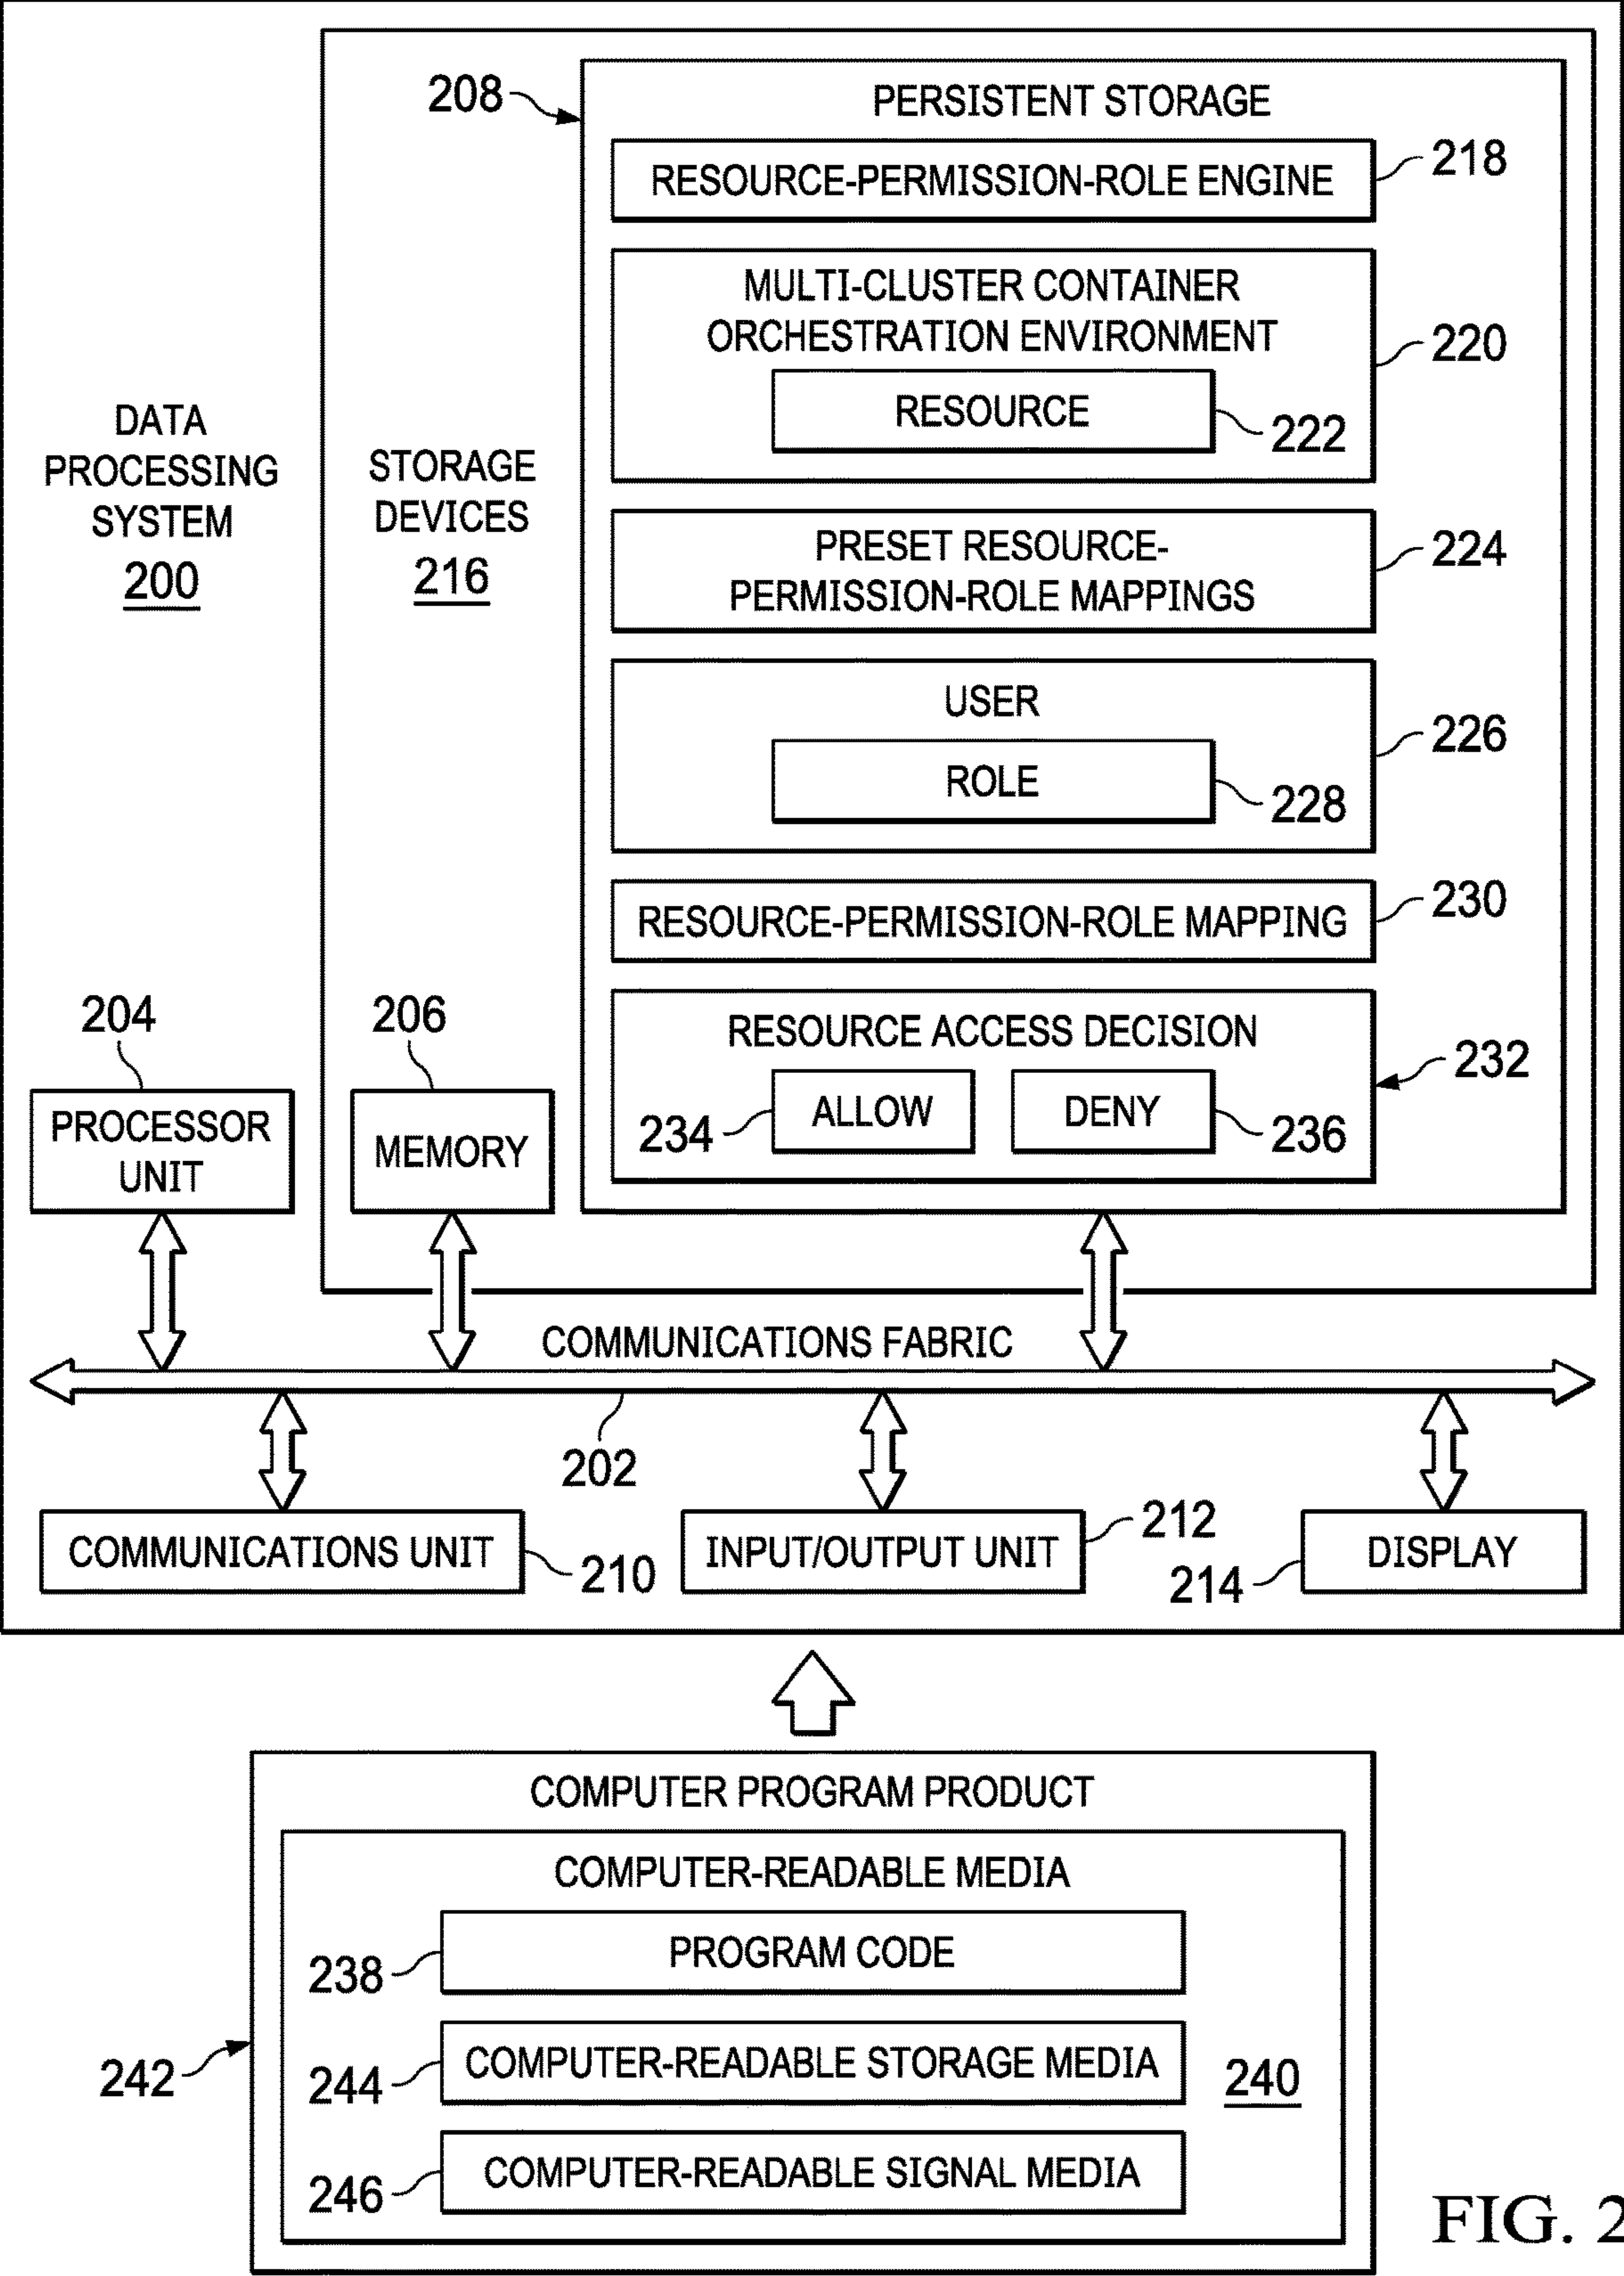 208
PERSISTENT STORAGE
RESOURCE-PERMISSION-ROLE ENGINE
218
MULTI-CLUSTER CONTAINER
ORCHESTRATION ENVIRONMENT
220
RESOURCE
222
DATA
PROCESSING
SYSTEM
200
STORAGE
DEVICES
216
PRESET RESOURCE-
PERMISSION-ROLE MAPPINGS
224
USER
226
ROLE
228
RESOURCE-PERMISSION-ROLE MAPPING
230
RESOURCE ACCESS DECISION
232
ALLOW
234
DENY
236
204
PROCESSOR
UNIT
206
MEMORY
COMMUNICATIONS FABRIC
202
COMMUNICATIONS UNIT
210
INPUT/OUTPUT UNIT
212
DISPLAY
214
COMPUTER PROGRAM PRODUCT
242
COMPUTER-READABLE MEDIA
PROGRAM CODE
238
COMPUTER-READABLE STORAGE MEDIA
244
240
COMPUTER-READABLE SIGNAL MEDIA
246
FIG. 2